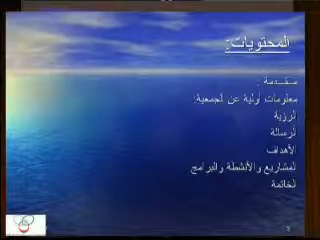 المحتويات:
مقدمة :
معلومات أولية عن الجمعية:
الرؤية
الرسالة
الأهداف
المشاريع والأنشطة والبرامج
الخاتمة